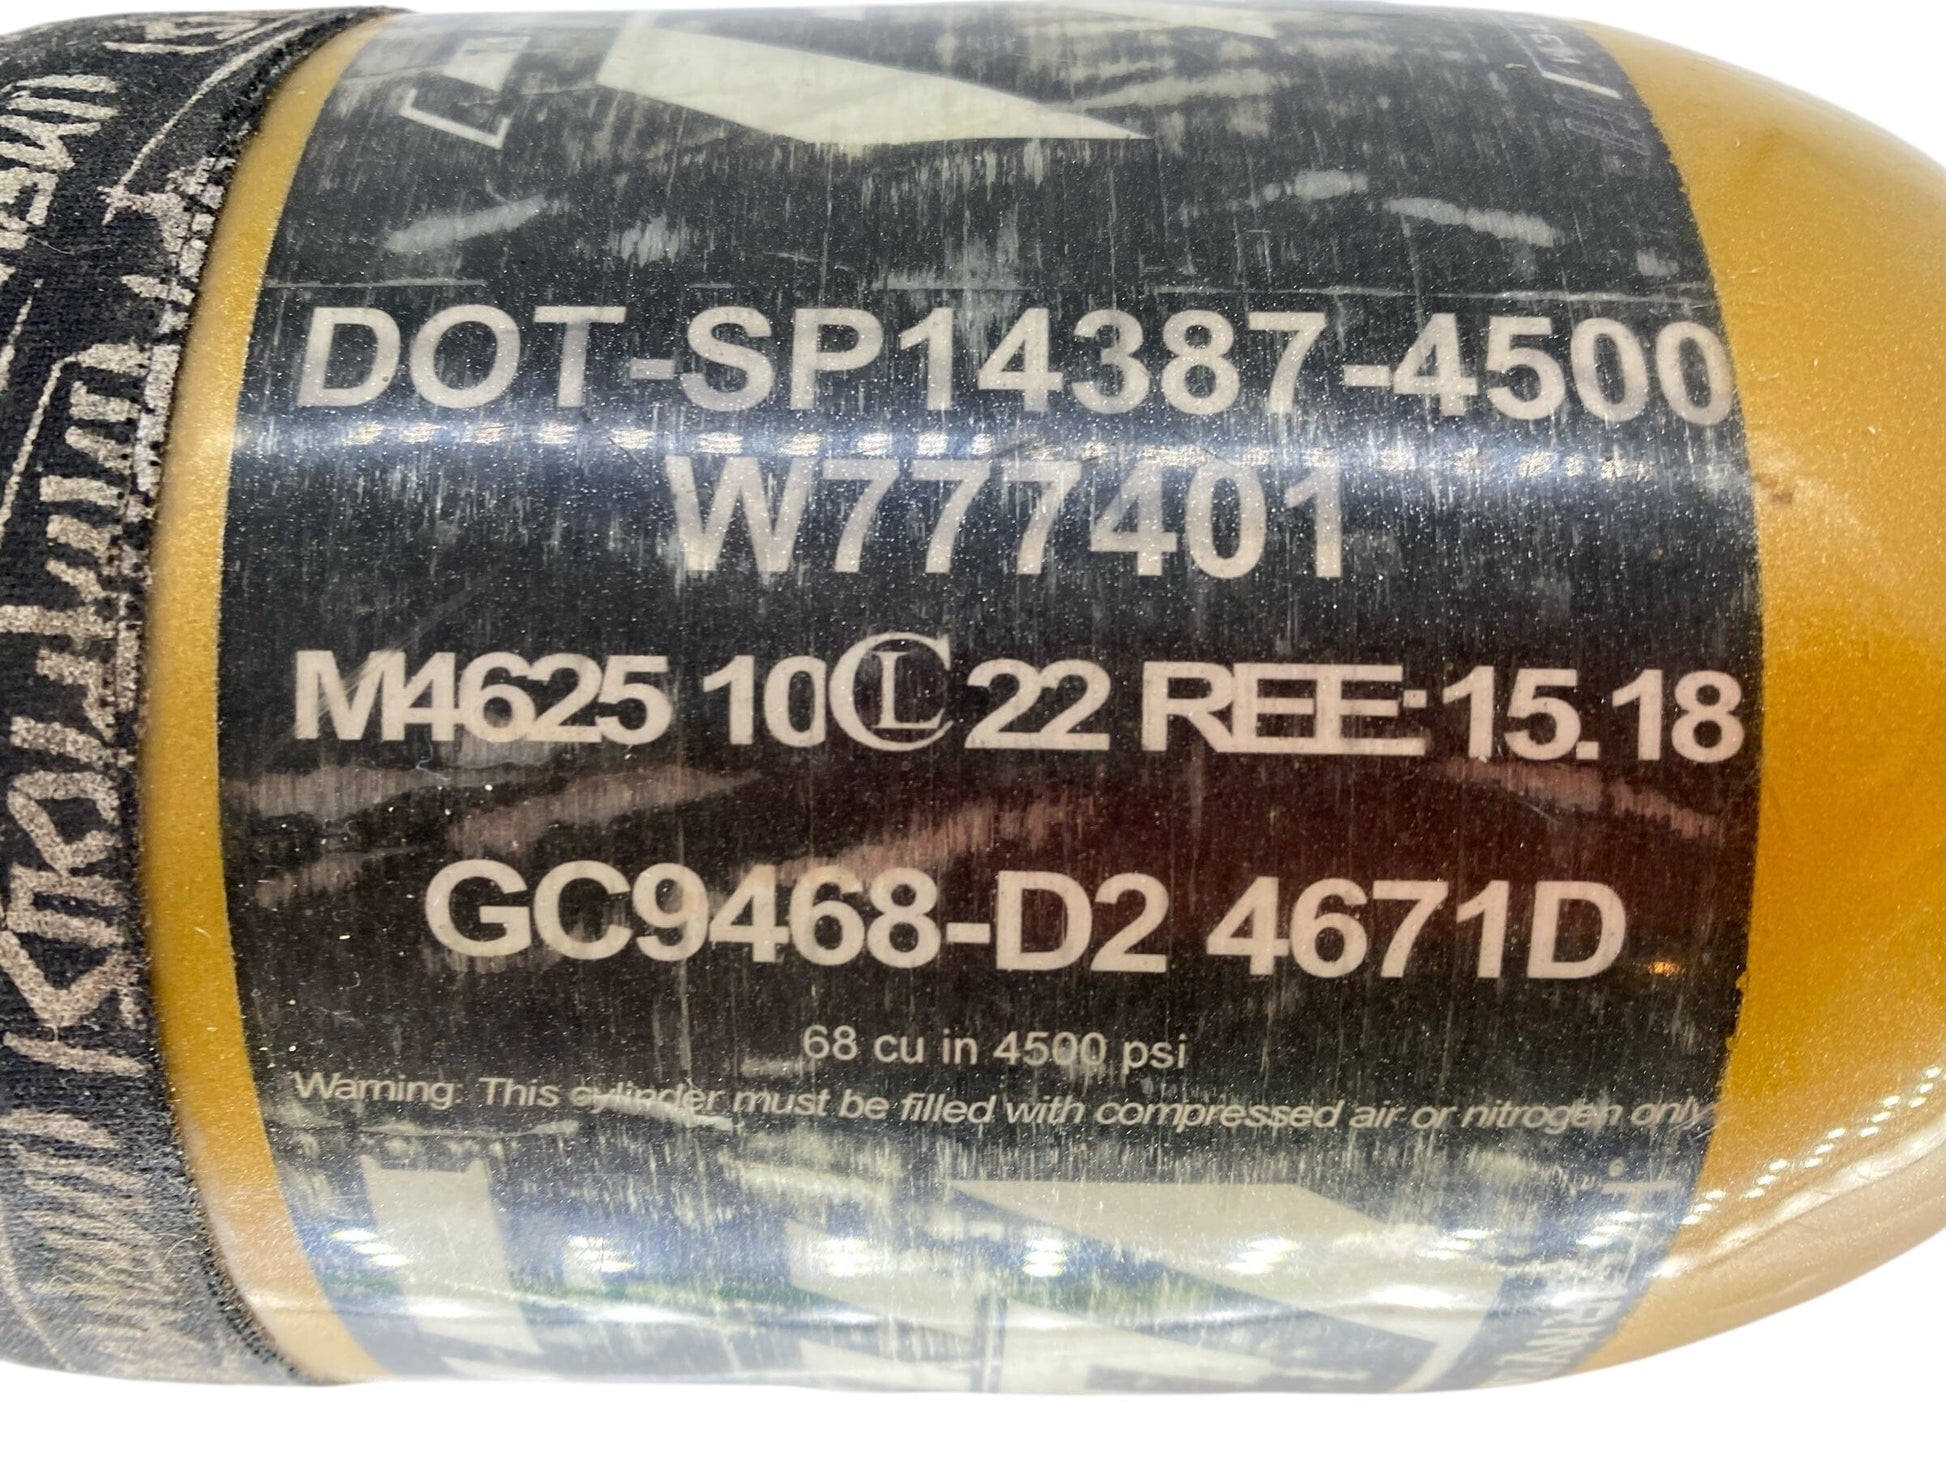 DOT-SP14387-4500
W777401
M4625 10 CL 22 REE:15.18
GC9468-D2 4671D
68 cu in 4500 psi
Warning: This cylinder must be filled with compressed air or nitrogen only